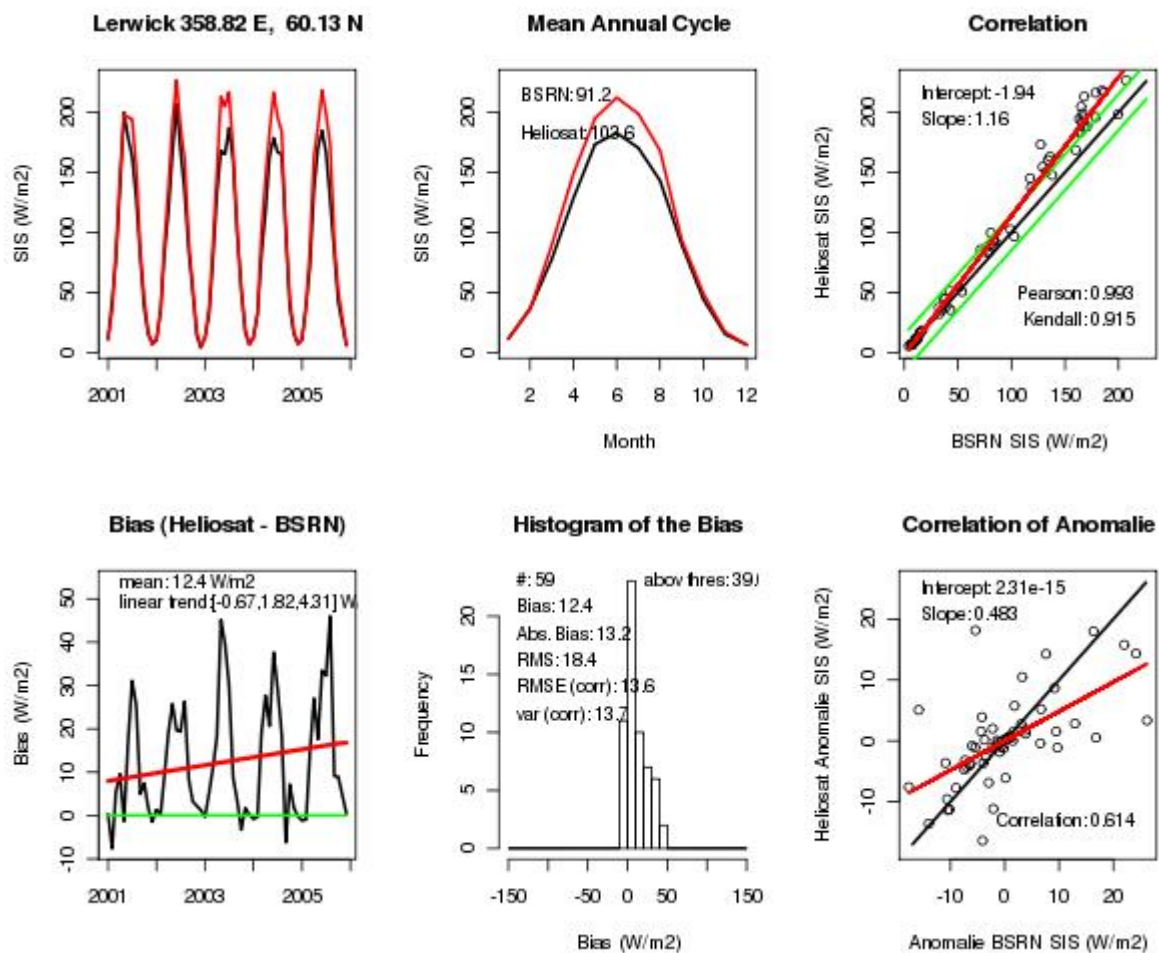 Lerwick 358.82 E,  60.13 N
SIS (W/m2)
0
50
100
150
200
2001
2003
2005
Mean Annual Cycle
BSRN: 91.2
Heliosat: 103.6
SIS (W/m2)
0
50
100
150
200
2
4
6
8
10
12
Month
Correlation
Intercept: -1.94
Slope: 1.16
Pearson: 0.993
Kendall: 0.915
Heliosat SIS (W/m2)
0
50
100
150
200
0
50
100
150
200
BSRN SIS (W/m2)
Bias (Heliosat - BSRN)
mean: 12.4 W/m2
linear trend:[-0.67,1.82,4.31] W/
Bias (W/m2)
-10
0
10
20
30
40
50
2001
2003
2005
Histogram of the Bias
#: 59
abov thres: 39.
Bias: 12.4
Abs. Bias: 13.2
RMS: 18.4
RMSE (corr): 13.6
var (corr): 13.7
Frequency
0
5
10
15
20
-150
-50
0
50
150
Bias (W/m2)
Correlation of Anomalie
Intercept: 2.31e-15
Slope: 0.483
Correlation: 0.614
Heliosat Anomalie SIS (W/m2)
-10
0
10
20
-10
0
10
20
Anomalie BSRN SIS (W/m2)